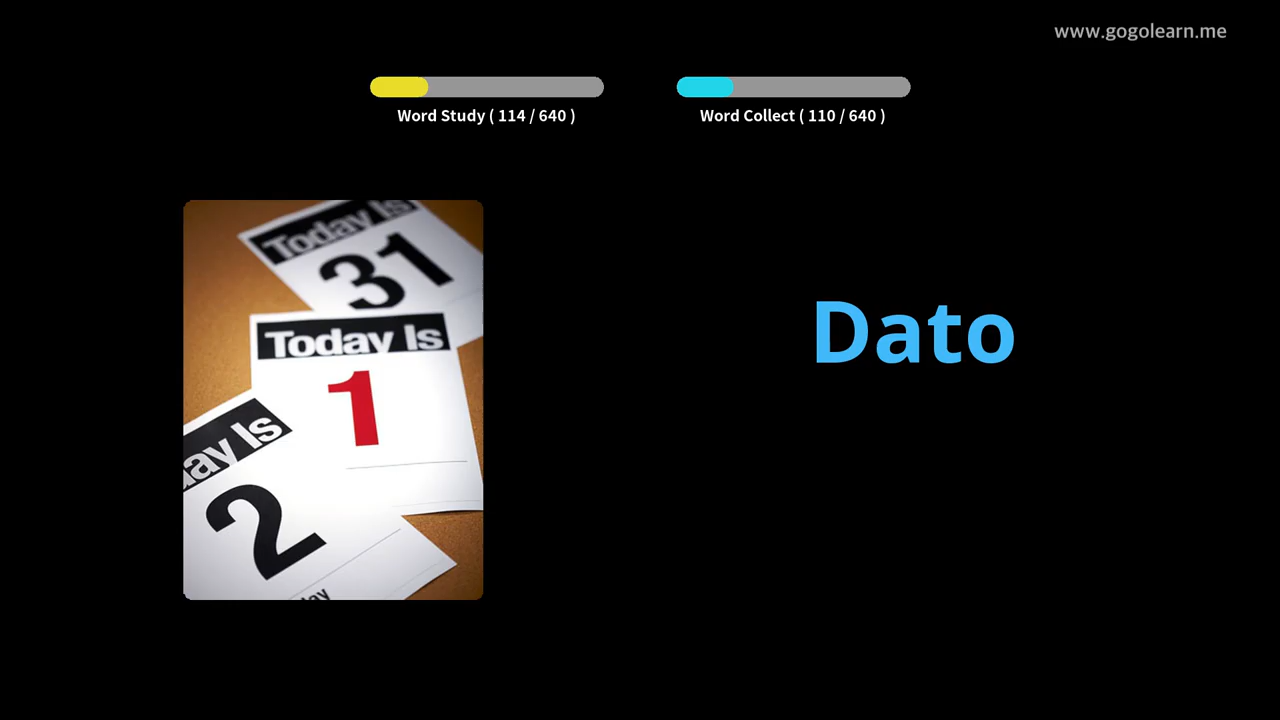 www.gogolearn.me
Word Study ( 114 / 640 )
Word Collect ( 110 / 640 )
Today Is
31
Today Is
1
ay Is
2
Dato